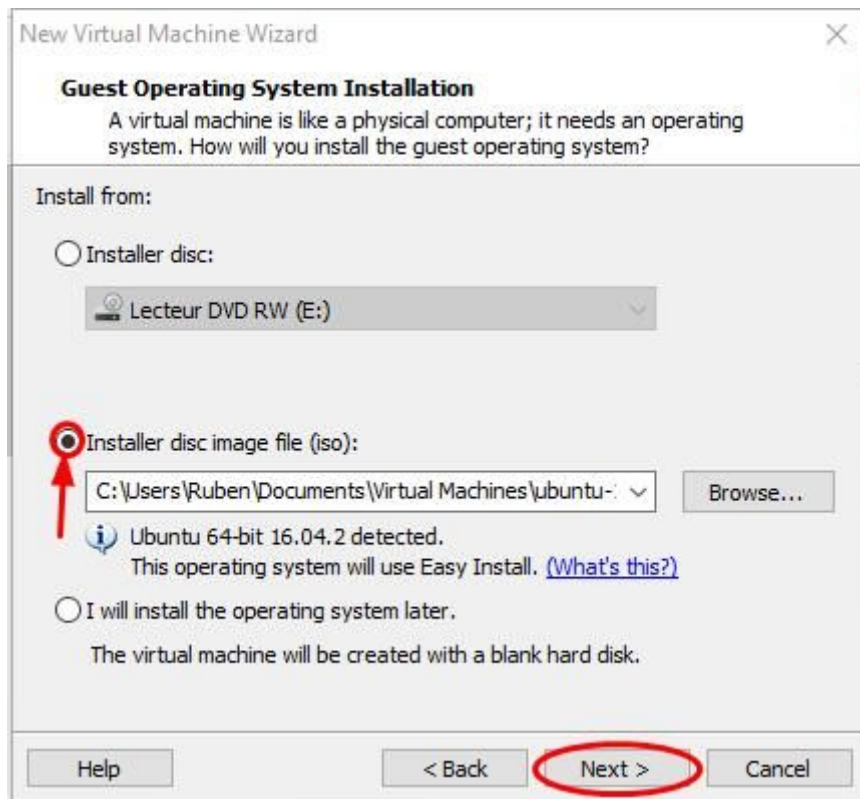 New Virtual Machine Wizard
Guest Operating System Installation
A virtual machine is like a physical computer; it needs an operating
system. How will you install the guest operating system?
Install from:
Installer disc:
Lecteur DVD RW (E:)
Installer disc image file (iso):
C:\Users\Ruben\Documents\Virtual Machines\ubuntu-
Browse...
Ubuntu 64-bit 16.04.2 detected.
This operating system will use Easy Install. (What's this?)
I will install the operating system later.
The virtual machine will be created with a blank hard disk.
Help
< Back
Next >
Cancel